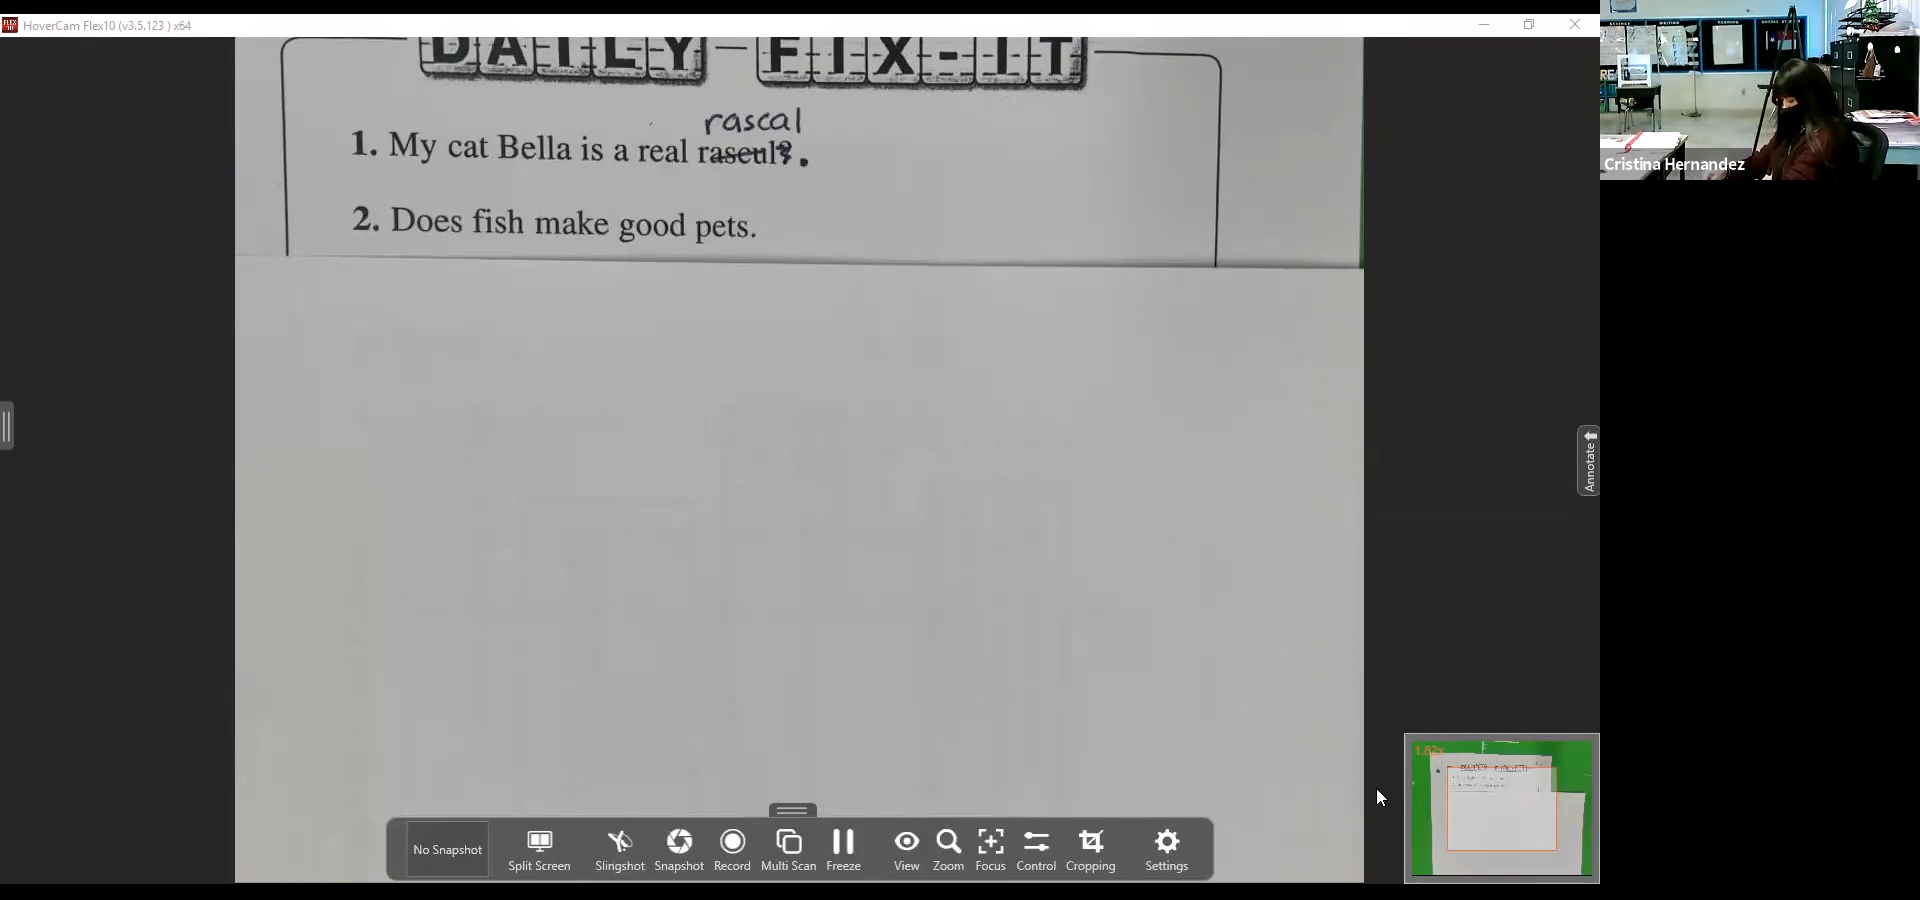 HoverCam Flex10 (v3.5.123 ) x64
DAILY FIX-IT
rascal
1. My cat Bella is a real rascul?.
2. Does fish make good pets.
Cristina Hernandez
Annotate
1.62x
No Snapshot
Split Screen
Slingshot
Snapshot
Record
Multi Scan
Freeze
View
Zoom
Focus
Control
Cropping
Settings